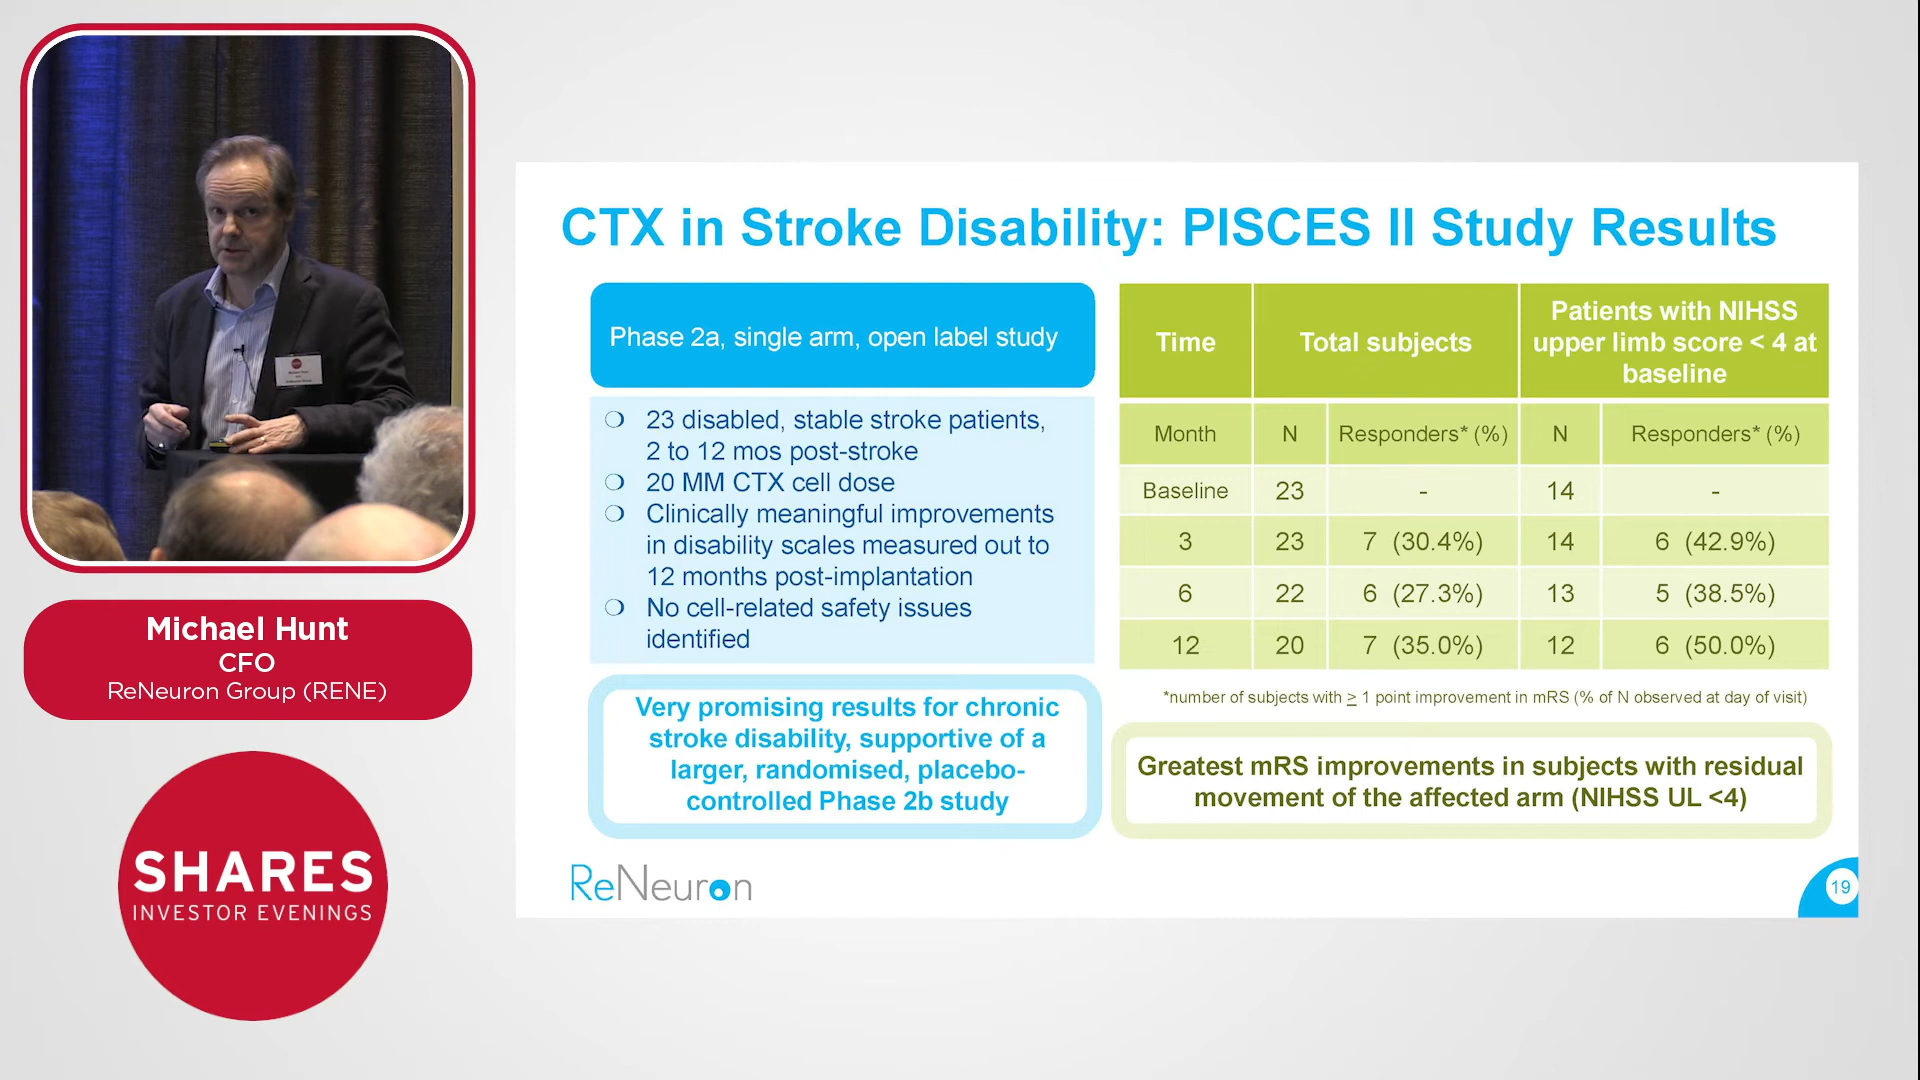 Michael Hunt
CFO
ReNeuron Group (RENE)
SHARES
INVESTOR EVENINGS
CTX in Stroke Disability: PISCES II Study Results
Phase 2a, single arm, open label study
❍ 23 disabled, stable stroke patients,
2 to 12 mos post-stroke
❍ 20 MM CTX cell dose
❍ Clinically meaningful improvements
in disability scales measured out to
12 months post-implantation
❍ No cell-related safety issues
identified
Very promising results for chronic
stroke disability, supportive of a
larger, randomised, placebo-
controlled Phase 2b study
Time Total subjects Patients with NIHSS
upper limb score < 4 at
baseline
Month N Responders* (%) N Responders* (%)
Baseline 23 - 14 -
3 23 7 (30.4%) 14 6 (42.9%)
6 22 6 (27.3%) 13 5 (38.5%)
12 20 7 (35.0%) 12 6 (50.0%)
*number of subjects with ≥ 1 point improvement in mRS (% of N observed at day of visit)
Greatest mRS improvements in subjects with residual
movement of the affected arm (NIHSS UL <4)
ReNeuron
19